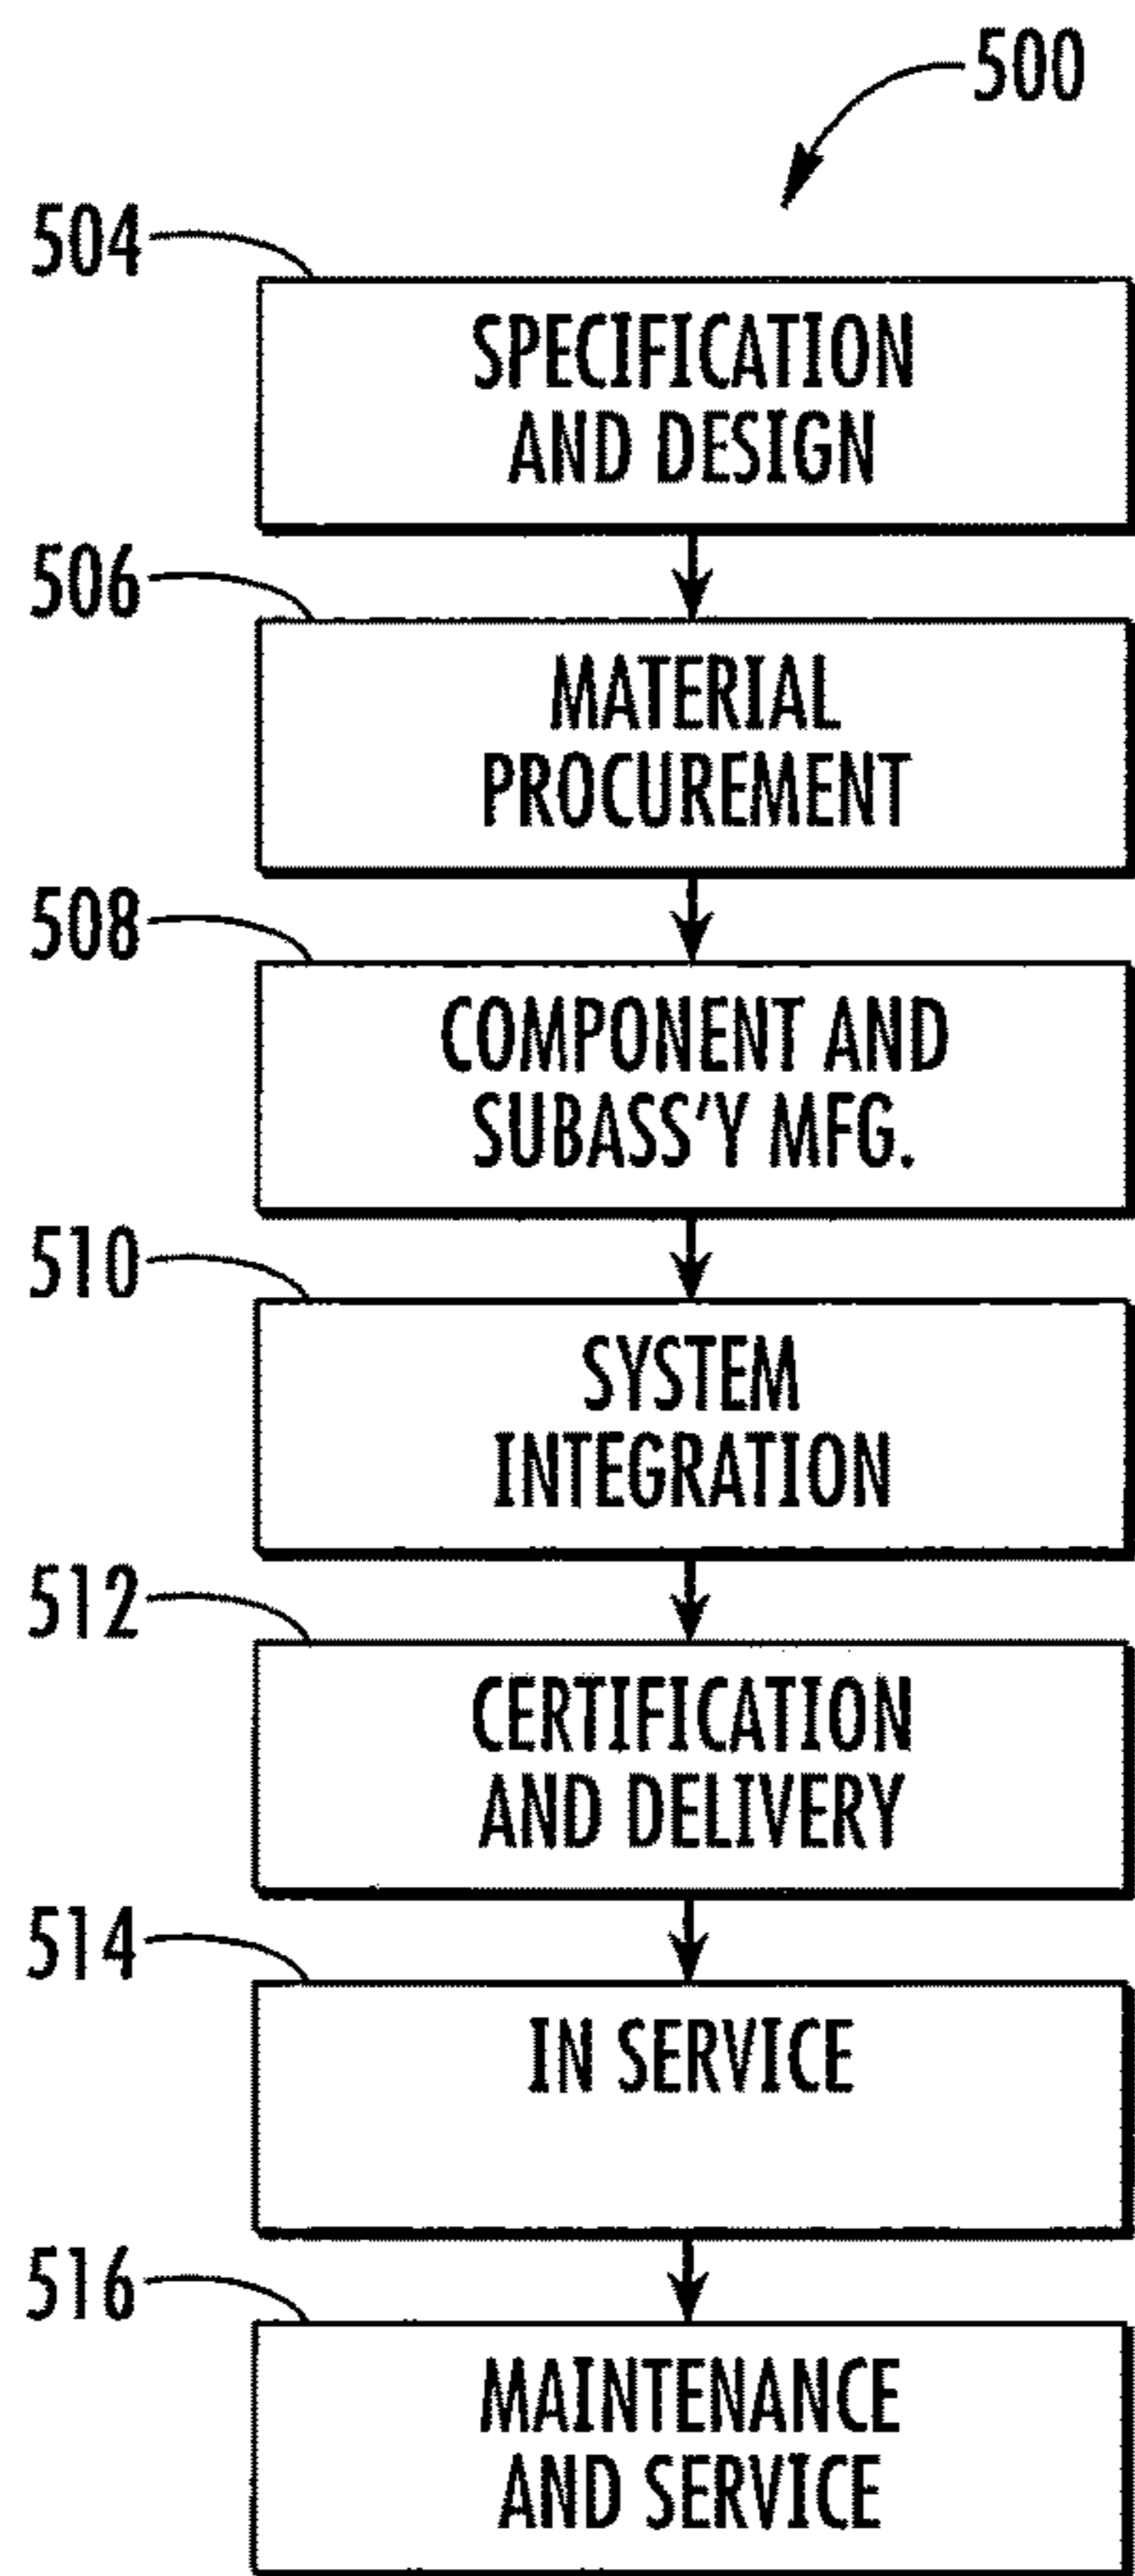 500
504
SPECIFICATION
AND DESIGN
506
MATERIAL
PROCUREMENT
508
COMPONENT AND
SUBASS'Y MFG.
510
SYSTEM
INTEGRATION
512
CERTIFICATION
AND DELIVERY
514
IN SERVICE
516
MAINTENANCE
AND SERVICE